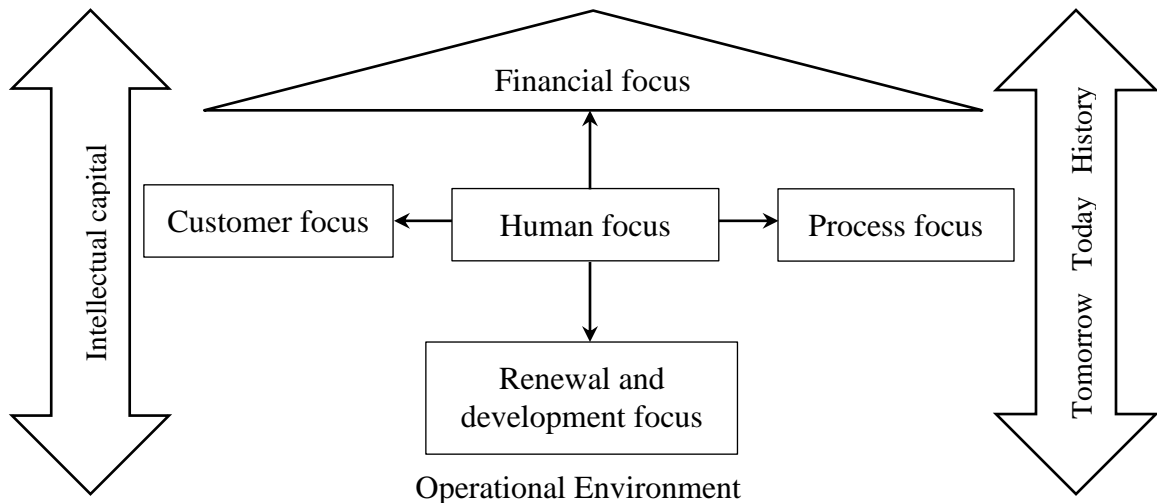 Financial focus
Intellectual capital
Customer focus
Human focus
Process focus
Tomorrow Today History
Renewal and
development focus
Operational Environment